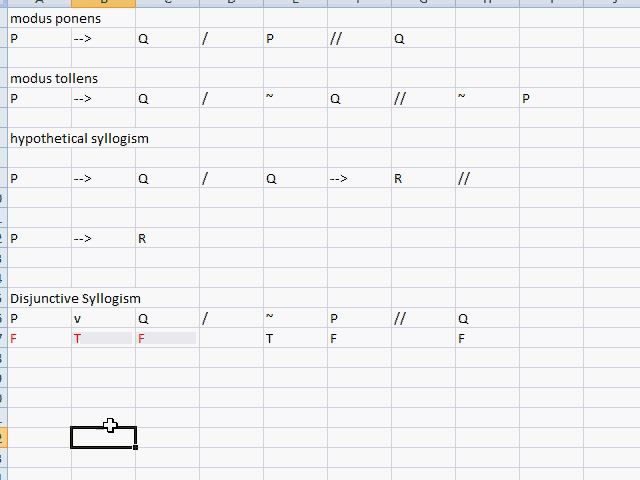 modus ponens
P --> Q / P // Q
modus tollens
P --> Q / ~ Q // ~ P
hypothetical syllogism
P --> Q / Q --> R //
P --> R
Disjunctive Syllogism
P v Q / ~ P // Q
F T F T F F